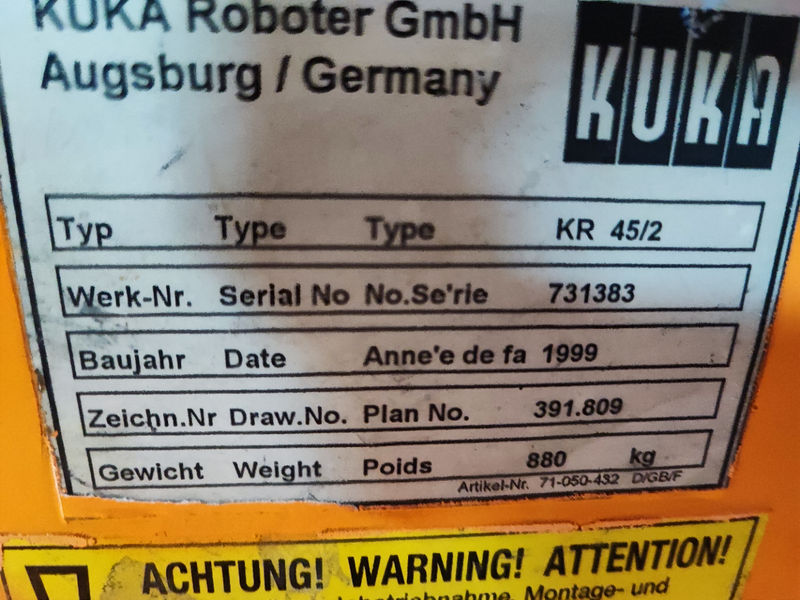 KUKA Roboter GmbH
Augsburg / Germany
KUKA
Typ Type Type KR 45/2
Werk-Nr. Serial No No.Se'rie 731383
Baujahr Date Anne'e de fa 1999
Zeichn.Nr Draw.No. Plan No. 391.809
Gewicht Weight Poids 880 kg
Artikel-Nr. 71-050-432 D/GB/F
ACHTUNG! WARNING! ATTENTION!
Montage- und